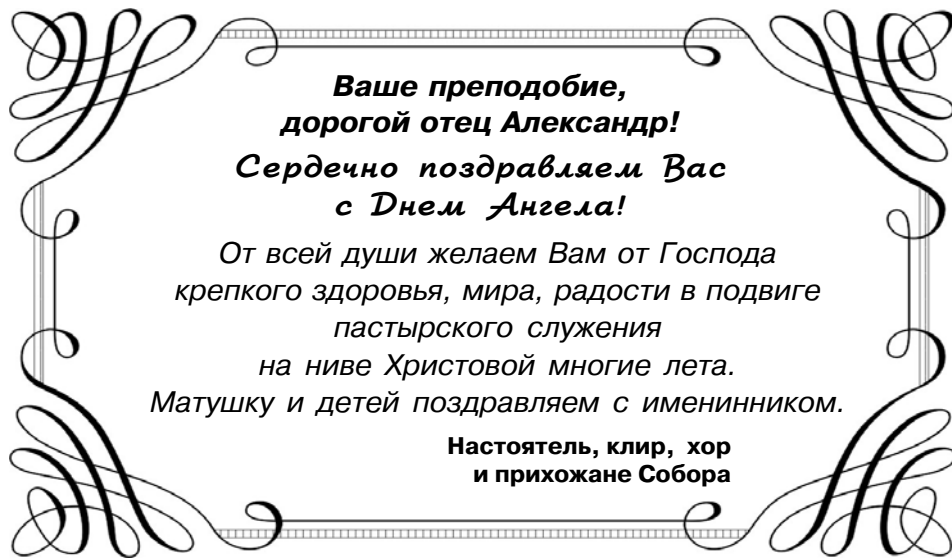 Ваше преподобие,
дорогой отец Александр!
Сердечно поздравляем Вас
с Днем Ангела!
От всей души желаем Вам от Господа
крепкого здоровья, мира, радости в подвиге
пастырского служения
на ниве Христовой многие лета.
Матушку и детей поздравляем с именинником.
Настоятель, клир, хор
и прихожане Собора